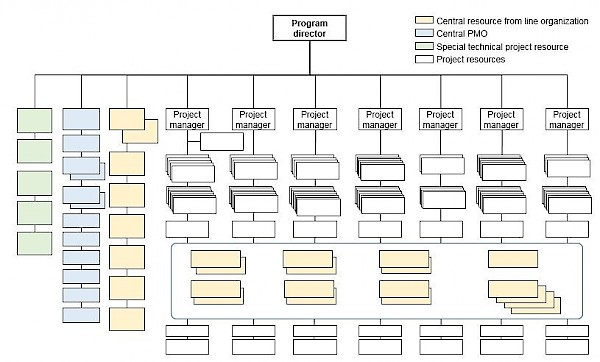 Program
director
Central resource from line organization
Central PMO
Special technical project resource
Project resources
Project
manager
Project
manager
Project
manager
Project
manager
Project
manager
Project
manager
Project
manager